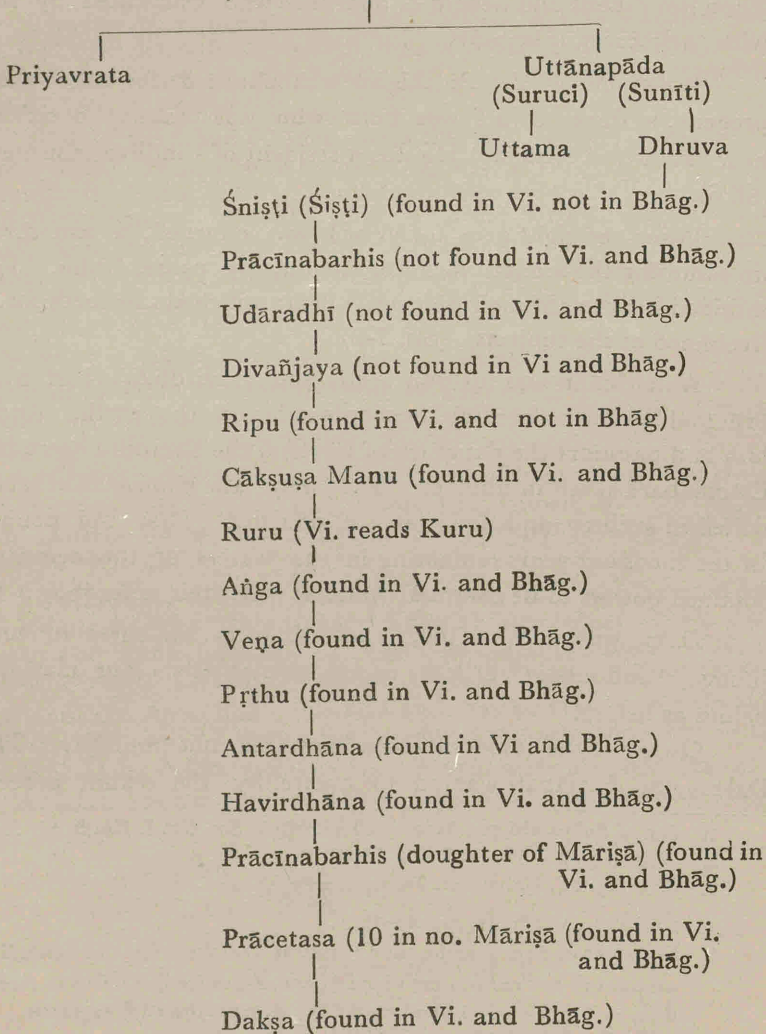 Priyavrata Uttānapāda
(Suruci) (Sunīti)
Uttama Dhruva
Śniṣṭi (Śiṣṭi) (found in Vi. not in Bhāg.)
Prācīnabarhis (not found in Vi. and Bhāg.)
Udāradhī (not found in Vi. and Bhāg.)
Divañjaya (not found in Vi and Bhāg.)
Ripu (found in Vi. and not in Bhāg)
Cākṣuṣa Manu (found in Vi. and Bhāg.)
Ruru (Vi. reads Kuru)
Aṅga (found in Vi. and Bhāg.)
Veṇa (found in Vi. and Bhāg.)
Pṛthu (found in Vi. and Bhāg.)
Antardhāna (found in Vi and Bhāg.)
Havirdhāna (found in Vi. and Bhāg.)
Prācīnabarhis (doughter of Māriṣā) (found in
Vi. and Bhāg.)
Prācetasa (10 in no. Māriṣā (found in Vi.
and Bhāg.)
Dakṣa (found in Vi. and Bhāg.)